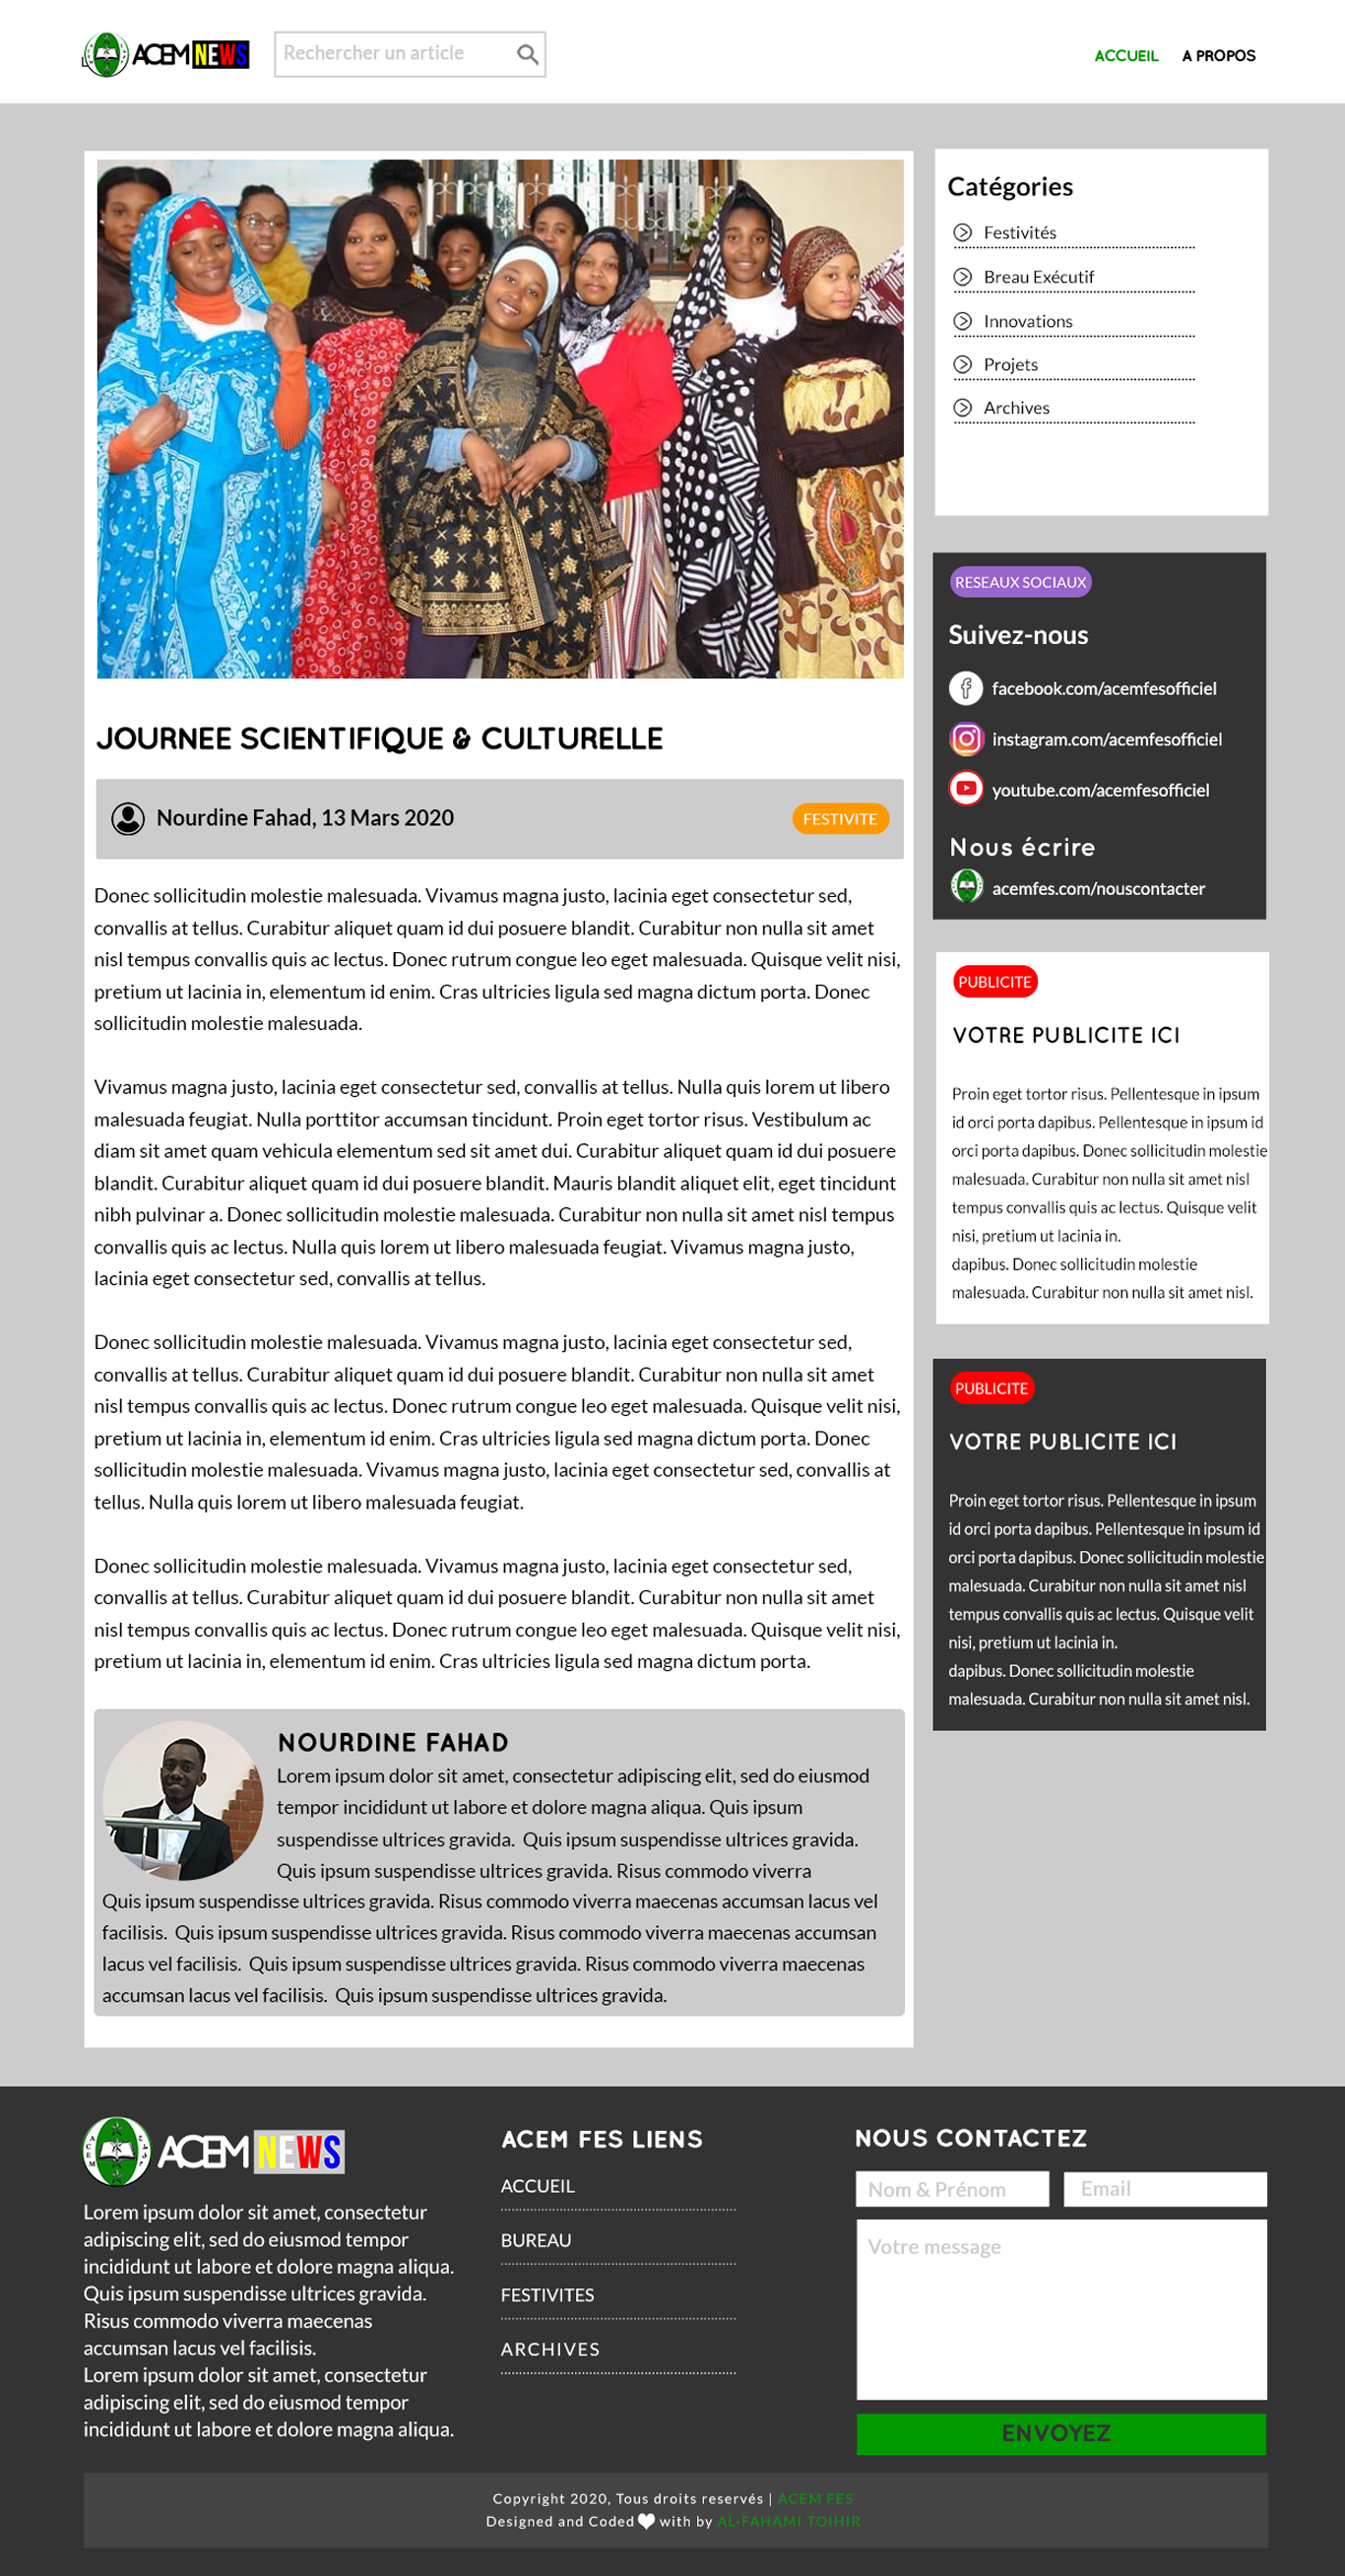 ACEM NEWS
Rechercher un article
ACCUEIL
A PROPOS
JOURNEE SCIENTIFIQUE & CULTURELLE
Nourdine Fahad, 13 Mars 2020
FESTIVITE
Donec sollicitudin molestie malesuada. Vivamus magna justo, lacinia eget consectetur sed,
convallis at tellus. Curabitur aliquet quam id dui posuere blandit. Curabitur non nulla sit amet
nisl tempus convallis quis ac lectus. Donec rutrum congue leo eget malesuada. Quisque velit nisi,
pretium ut lacinia in, elementum id enim. Cras ultricies ligula sed magna dictum porta. Donec
sollicitudin molestie malesuada.
Vivamus magna justo, lacinia eget consectetur sed, convallis at tellus. Nulla quis lorem ut libero
malesuada feugiat. Nulla porttitor accumsan tincidunt. Proin eget tortor risus. Vestibulum ac
diam sit amet quam vehicula elementum sed sit amet dui. Curabitur aliquet quam id dui posuere
blandit. Curabitur aliquet quam id dui posuere blandit. Mauris blandit aliquet elit, eget tincidunt
nibh pulvinar a. Donec sollicitudin molestie malesuada. Curabitur non nulla sit amet nisl tempus
convallis quis ac lectus. Nulla quis lorem ut libero malesuada feugiat. Vivamus magna justo,
lacinia eget consectetur sed, convallis at tellus.
Donec sollicitudin molestie malesuada. Vivamus magna justo, lacinia eget consectetur sed,
convallis at tellus. Curabitur aliquet quam id dui posuere blandit. Curabitur non nulla sit amet
nisl tempus convallis quis ac lectus. Donec rutrum congue leo eget malesuada. Quisque velit nisi,
pretium ut lacinia in, elementum id enim. Cras ultricies ligula sed magna dictum porta. Donec
sollicitudin molestie malesuada. Vivamus magna justo, lacinia eget consectetur sed, convallis at
tellus. Nulla quis lorem ut libero malesuada feugiat.
Donec sollicitudin molestie malesuada. Vivamus magna justo, lacinia eget consectetur sed,
convallis at tellus. Curabitur aliquet quam id dui posuere blandit. Curabitur non nulla sit amet
nisl tempus convallis quis ac lectus. Donec rutrum congue leo eget malesuada. Quisque velit nisi,
pretium ut lacinia in, elementum id enim. Cras ultricies ligula sed magna dictum porta.
NOURDINE FAHAD
Lorem ipsum dolor sit amet, consectetur adipiscing elit, sed do eiusmod
tempor incididunt ut labore et dolore magna aliqua. Quis ipsum
suspendisse ultrices gravida. Quis ipsum suspendisse ultrices gravida.
Quis ipsum suspendisse ultrices gravida. Risus commodo viverra
Quis ipsum suspendisse ultrices gravida. Risus commodo viverra maecenas accumsan lacus vel
facilisis. Quis ipsum suspendisse ultrices gravida. Risus commodo viverra maecenas accumsan
lacus vel facilisis. Quis ipsum suspendisse ultrices gravida. Risus commodo viverra maecenas
accumsan lacus vel facilisis. Quis ipsum suspendisse ultrices gravida.
Catégories
Festivités
Breau Exécutif
Innovations
Projets
Archives
RESEAUX SOCIAUX
Suivez-nous
facebook.com/acemfesofficiel
instagram.com/acemfesofficiel
youtube.com/acemfesofficiel
Nous écrire
acemfes.com/nouscontacter
PUBLICITE
VOTRE PUBLICITE ICI
Proin eget tortor risus. Pellentesque in ipsum
id orci porta dapibus. Pellentesque in ipsum id
orci porta dapibus. Donec sollicitudin molestie
malesuada. Curabitur non nulla sit amet nisl
tempus convallis quis ac lectus. Quisque velit
nisi, pretium ut lacinia in.
dapibus. Donec sollicitudin molestie
malesuada. Curabitur non nulla sit amet nisl.
PUBLICITE
VOTRE PUBLICITE ICI
Proin eget tortor risus. Pellentesque in ipsum
id orci porta dapibus. Pellentesque in ipsum id
orci porta dapibus. Donec sollicitudin molestie
malesuada. Curabitur non nulla sit amet nisl
tempus convallis quis ac lectus. Quisque velit
nisi, pretium ut lacinia in.
dapibus. Donec sollicitudin molestie
malesuada. Curabitur non nulla sit amet nisl.
ACEM NEWS
Lorem ipsum dolor sit amet, consectetur
adipiscing elit, sed do eiusmod tempor
incididunt ut labore et dolore magna aliqua.
Quis ipsum suspendisse ultrices gravida.
Risus commodo viverra maecenas
accumsan lacus vel facilisis.
Lorem ipsum dolor sit amet, consectetur
adipiscing elit, sed do eiusmod tempor
incididunt ut labore et dolore magna aliqua.
ACEM FES LIENS
ACCUEIL
BUREAU
FESTIVITES
ARCHIVES
NOUS CONTACTEZ
Nom & Prénom
Email
Votre message
ENVOYEZ
Copyright 2020, Tous droits reservés | ACEM FES
Designed and Coded with by AL-FAHAMI TOIHIR